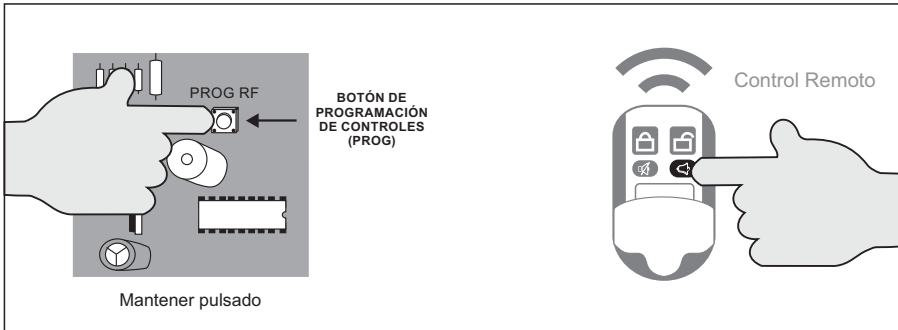 PROG RF
BOTÓN DE
PROGRAMACIÓN
DE CONTROLES
(PROG)
Mantener pulsado
Control Remoto